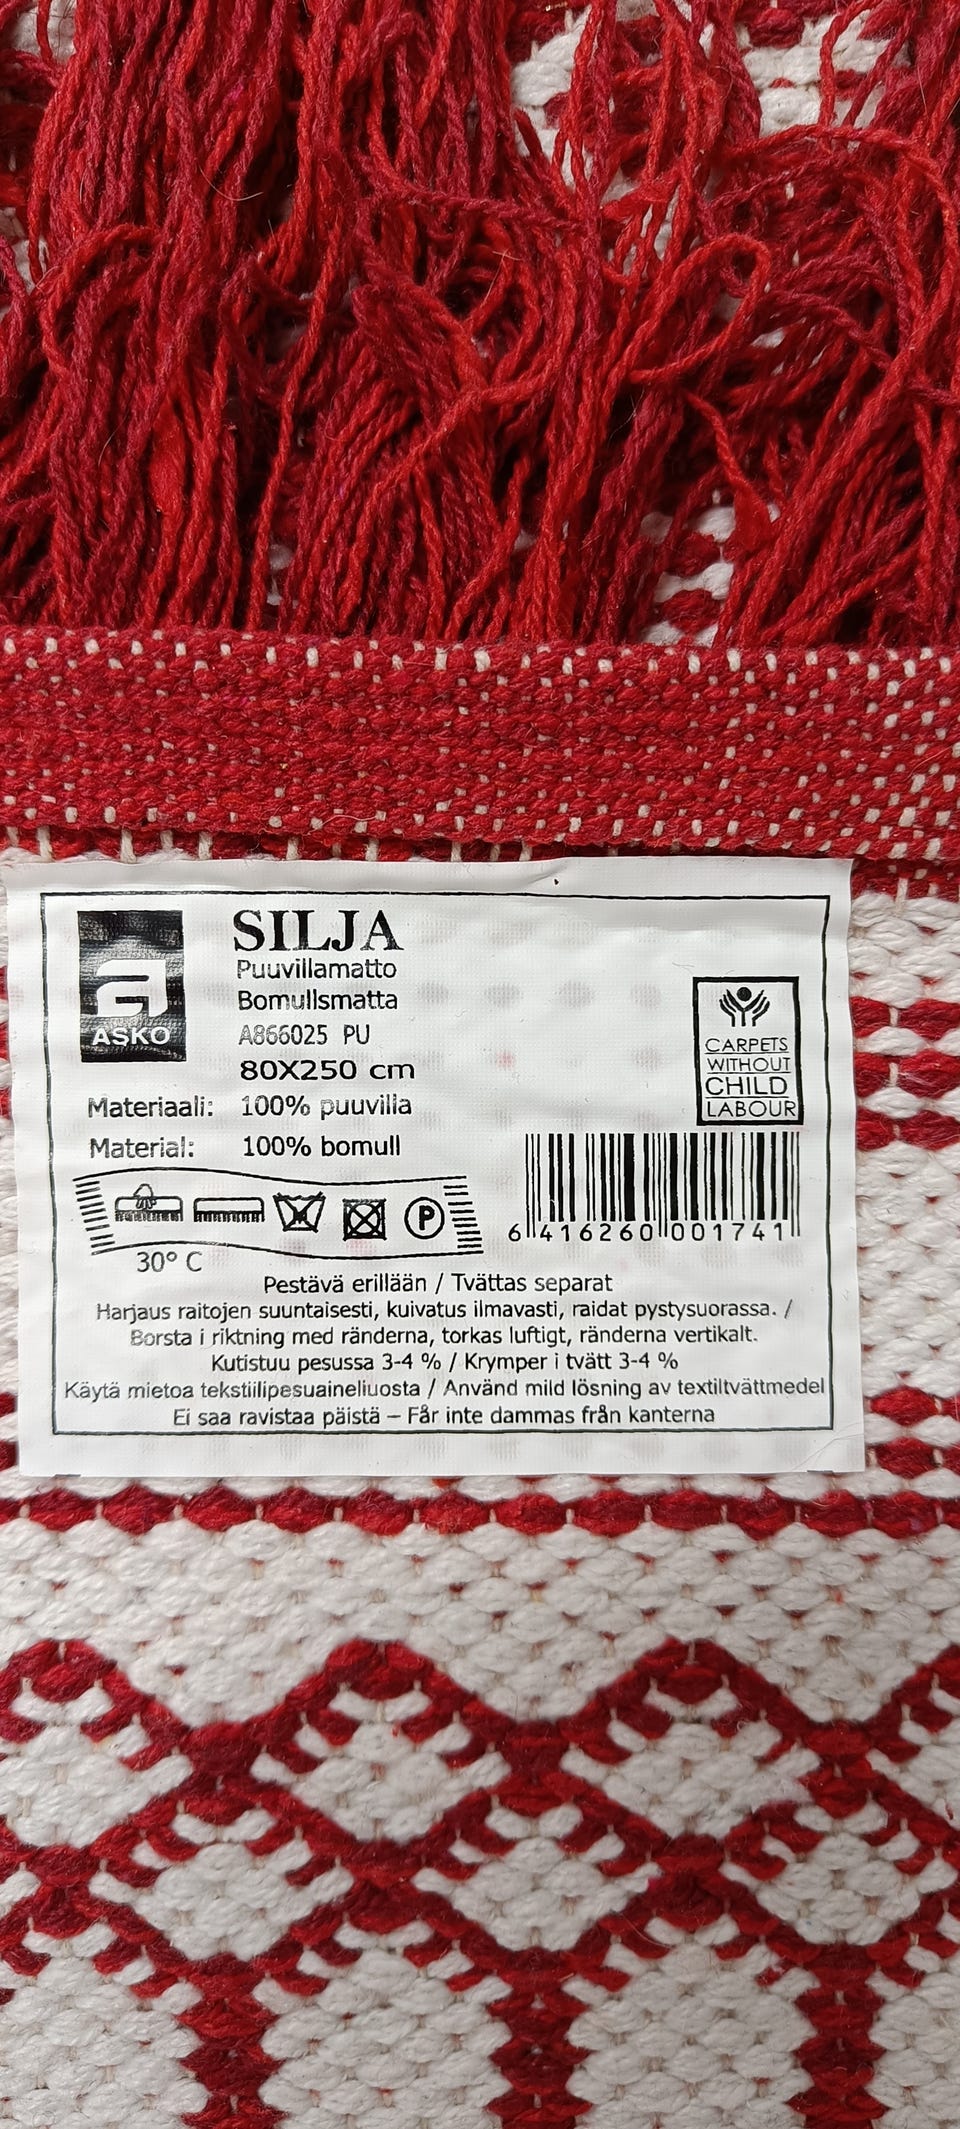 SILJA
Puuvillamatto
Bomullsmatta
A866025 PU
80X250 cm
ASKO
Materiaali: 100% puuvilla
Material: 100% bomull
CARPETS
WITHOUT
CHILD
LABOUR
P
6 416260 001741
30° C
Pestävä erillään / Tvättas separat
Harjaus raitojen suuntaisesti, kuivatus ilmavasti, raidat pystysuorassa. /
Borsta i riktning med ränderna, torkas luftigt, ränderna vertikalt.
Kutistuu pesussa 3-4 % / Krymper i tvätt 3-4 %
Käytä mietoa tekstiilipesuaineliuosta / Använd mild lösning av textiltvättmedel
Ei saa ravistaa päistä – Får inte dammas från kanterna